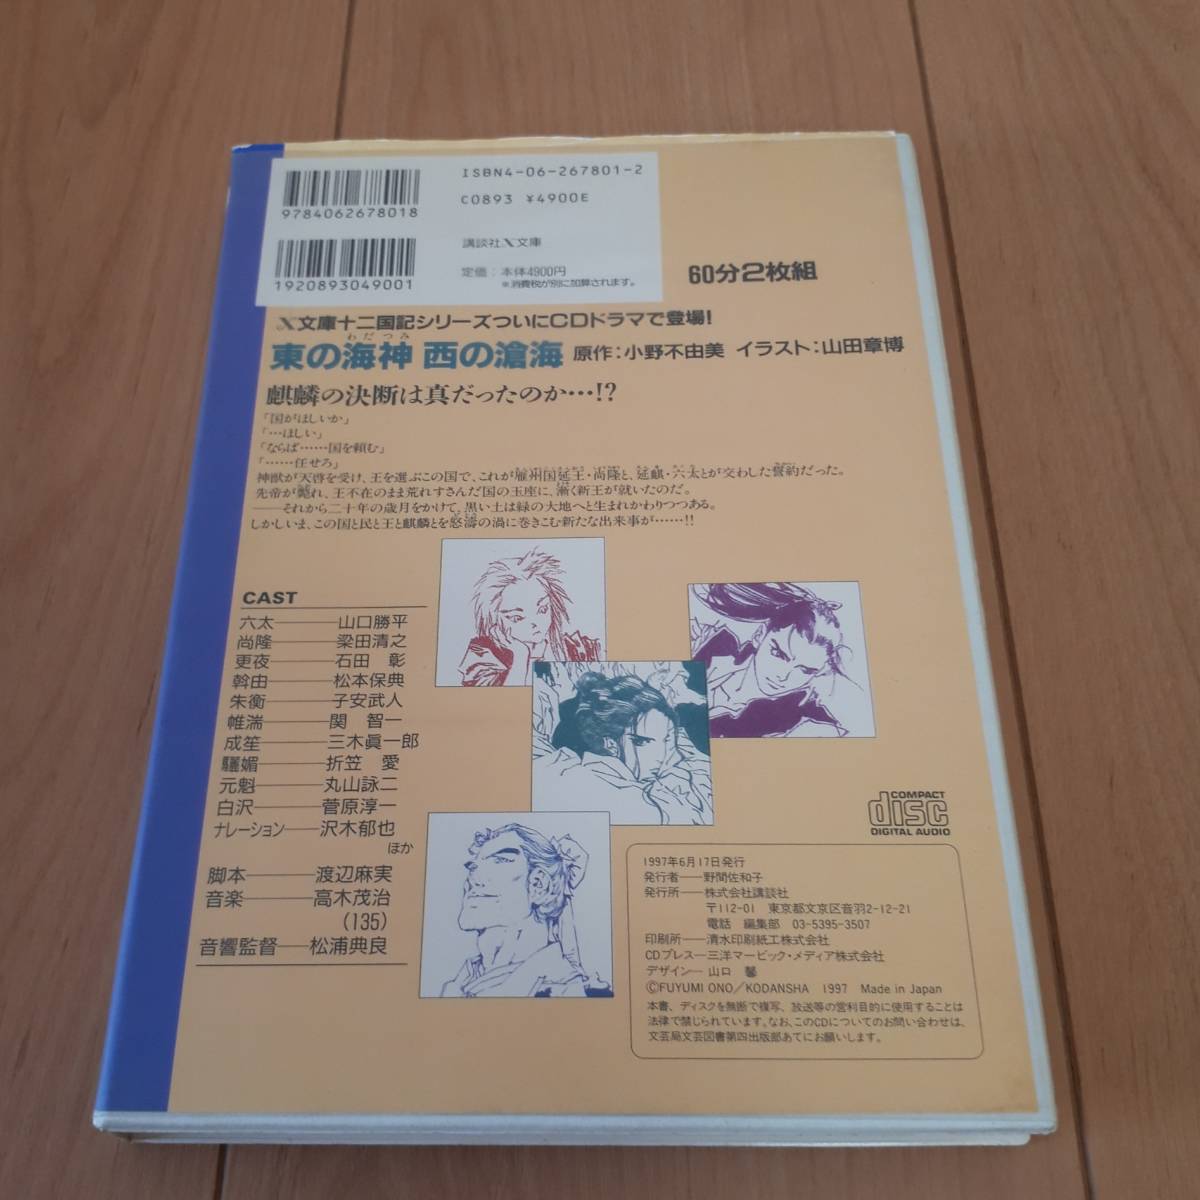 ISBN4-06-267801-2
C0893 ¥4900E
9784062678018
講談社X文庫
定価：本体4900円
※消費税が別に加算されます。
1920893049001
60分2枚組
X文庫十二国記シリーズついにCDドラマで登場！
わだつみ
東の海神 西の滄海 原作：小野不由美 イラスト：山田章博
麒麟の決断は真だったのか…!?
「国がほしいか」
「…ほしい」
「ならば……国を頼む」
「……任せろ」
神獣が天啓を受け、王を選ぶこの国で、これが雁州国延王・尚隆と、延麒・六太とが交わした誓約だった。
先帝が斃れ、王不在のまま荒れすさんだ国の玉座に、漸く新王が就いたのだ。
――それから二十年の歳月をかけて、黒い土は緑の大地へと生まれかわりつつある。
しかしいま、この国と民と王と麒麟とを怒濤の渦に巻きこむ新たな出来事が……!!
CAST
六太――山口勝平
尚隆――梁田清之
更夜――石田 彰
斡由――松本保典
朱衡――子安武人
帷湍――関 智一
成笙――三木眞一郎
驪媚――折笠 愛
元魁――丸山詠二
白沢――菅原淳一
ナレーション――沢木郁也
ほか
脚本――渡辺麻実
音楽――高木茂治
(135)
音響監督――松浦典良
COMPACT
disc
DIGITAL AUDIO
1997年6月17日発行
発行者――野間佐和子
発行所――株式会社講談社
〒112-01 東京都文京区音羽2-12-21
電話 編集部 03-5395-3507
印刷所――清水印刷紙工株式会社
CDプレス――三洋マービック・メディア株式会社
デザイン――山口 馨
©FUYUMI ONO／KODANSHA 1997 Made in Japan
本書、ディスクを無断で複写、放送等の営利目的に使用することは
法律で禁じられています。なお、このCDについてのお問い合わせは、
文芸局文芸図書第四出版部あてにお願いします。